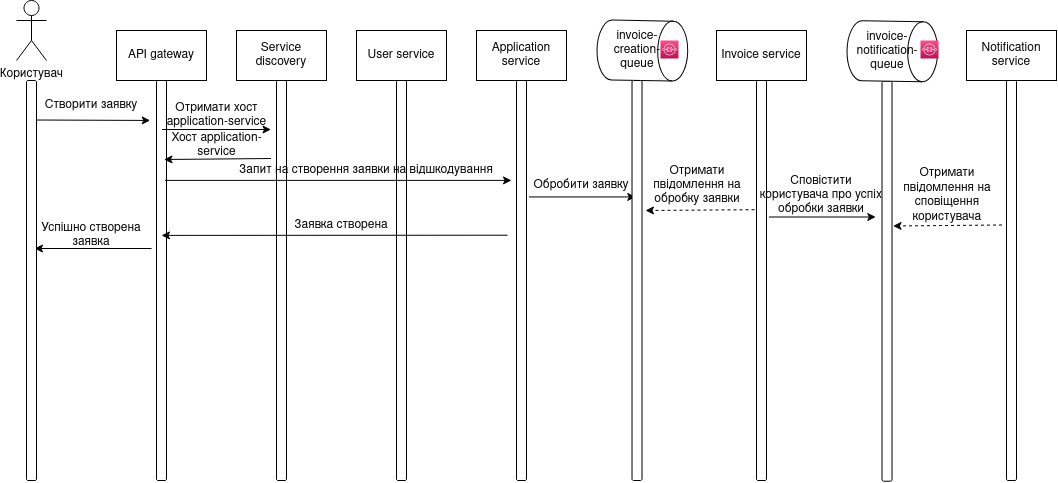 Користувач
API gateway
Service
discovery
User service
Application
service
invoice-
creation-
queue
Invoice service
invoice-
notification-
queue
Notification
service
Створити заявку
Отримати хост
application-service
Хост application-
service
Запит на створення заявки на відшкодування
Обробити заявку
Отримати
пвідомлення на
обробку заявки
Сповістити
користувача про успіх
обробки заявки
Отримати
пвідомлення на
сповіщення
користувача
Заявка створена
Успішно створена
заявка